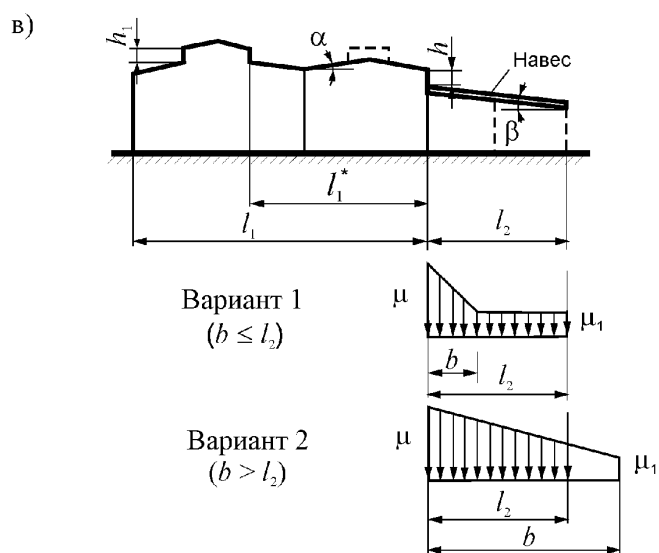 в)
h₁
α
h
Навес
β
l₁*
l₁
l₂
Вариант 1
(b ≤ l₂)
μ
μ₁
b
l₂
Вариант 2
(b > l₂)
μ
μ₁
l₂
b